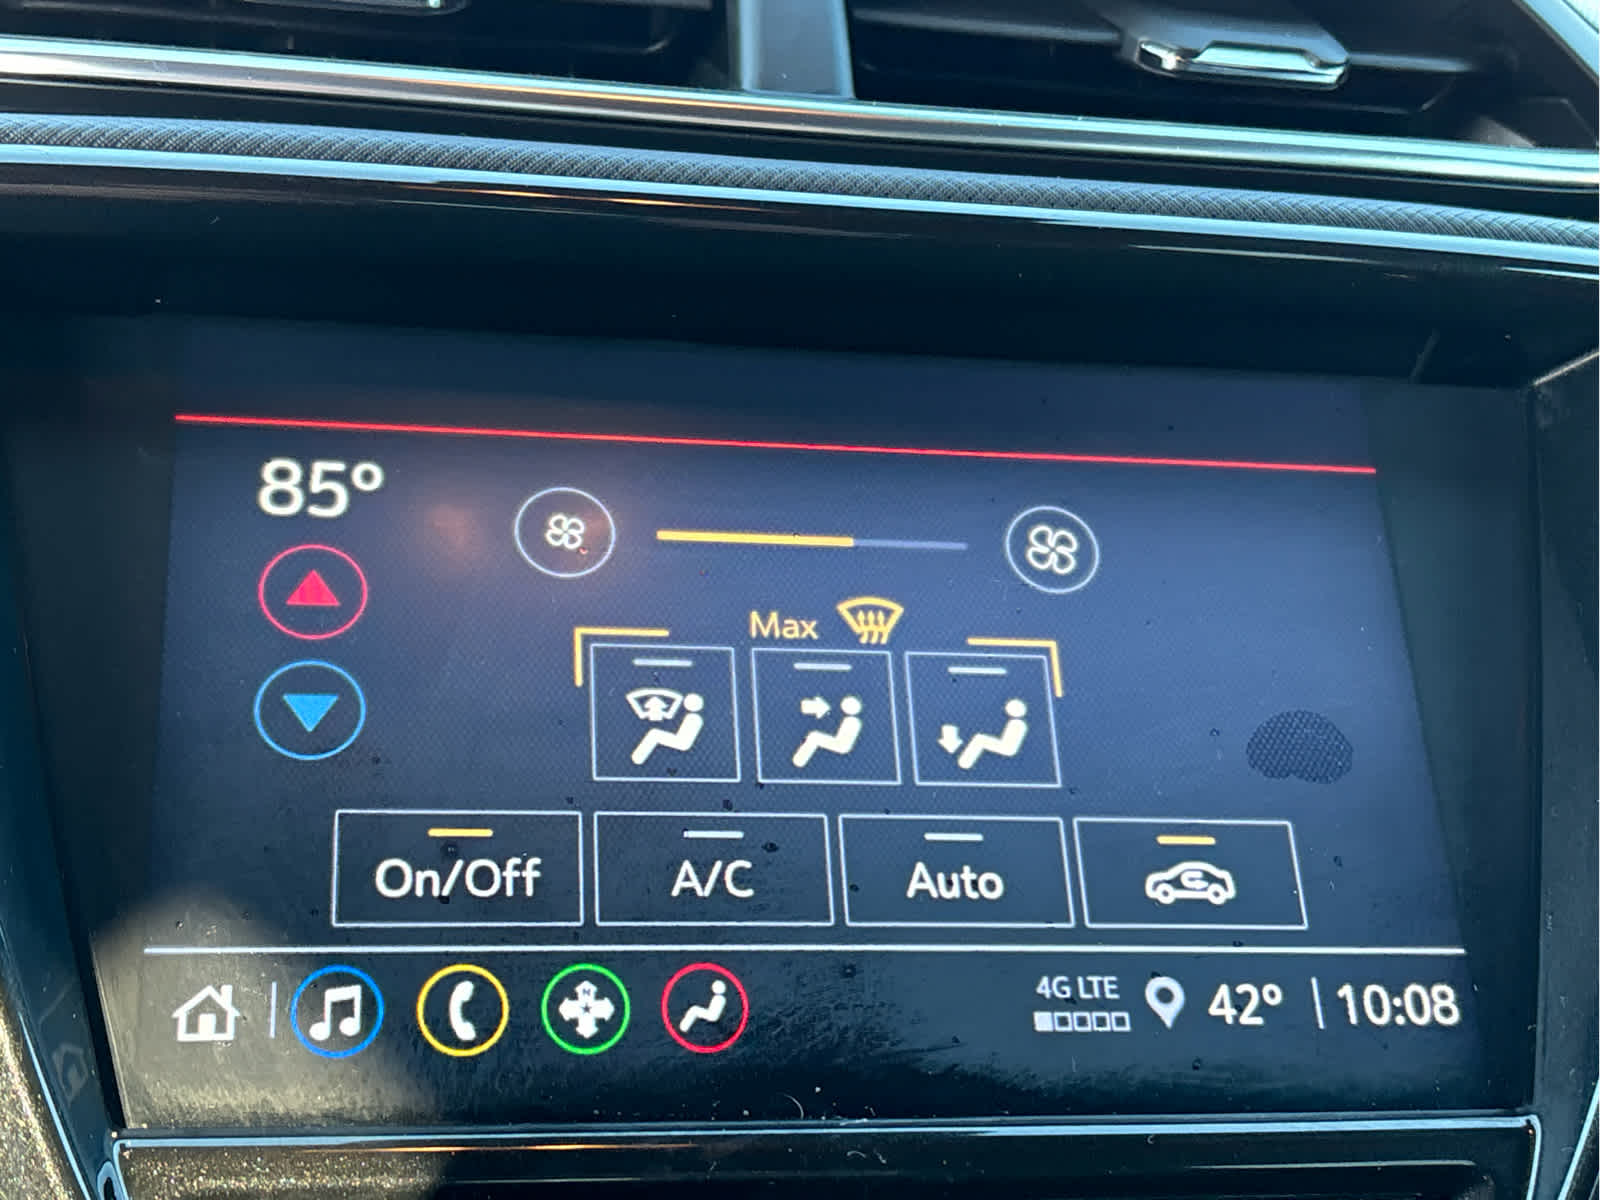 85°
Max
On/Off A/C Auto
4G LTE
42° | 10:08